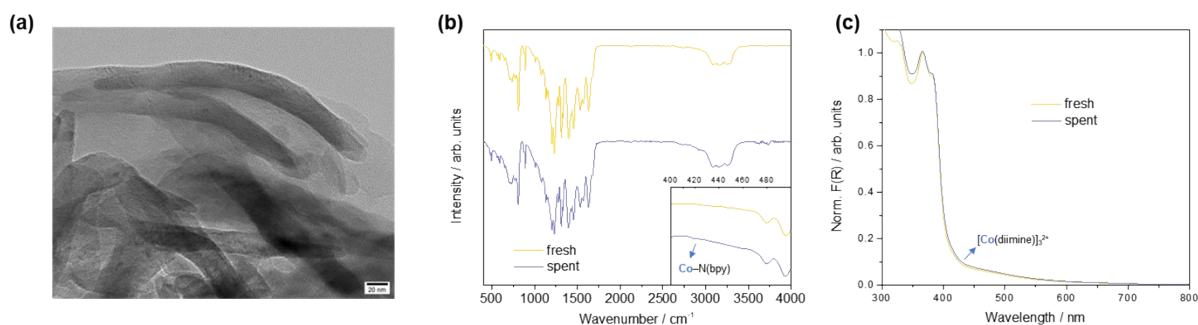 (a)
20 nm
(b)
Intensity / arb. units
fresh
spent
400 420 440 460 480
Co–N(bpy)
500 1000 1500 2000 2500 3000 3500 4000
Wavenumber / cm⁻¹
(c)
Norm. F(R) / arb. units
1.0
0.8
0.6
0.4
0.2
0.0
fresh
spent
[Co(diimine)]₃²⁺
300 400 500 600 700 800
Wavelength / nm